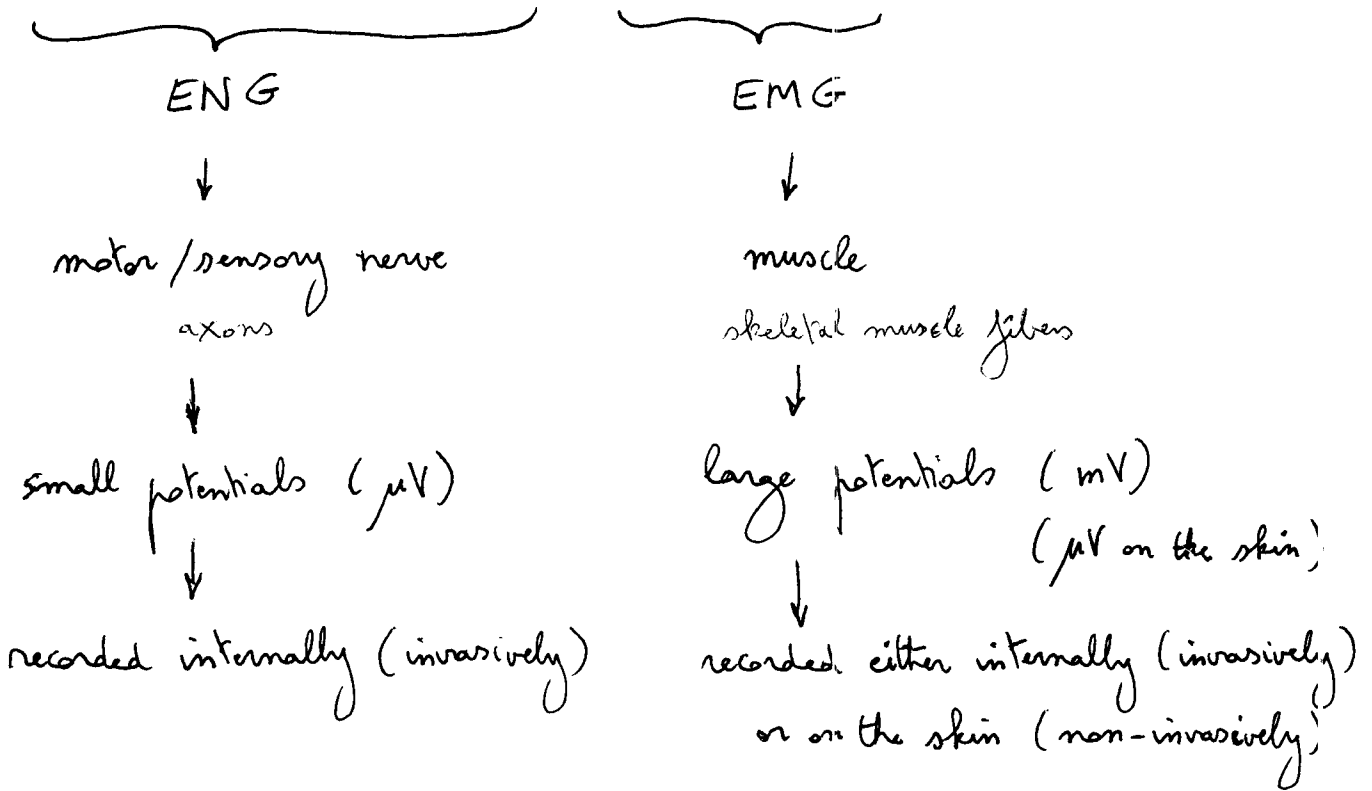 ENG
↓
motor / sensory nerve
axons
↓
small potentials (μV)
↓
recorded internally (invasively)
EMG
↓
muscle
skeletal muscle fibers
↓
large potentials (mV)
(μV on the skin)
↓
recorded either internally (invasively)
or on the skin (non-invasively)